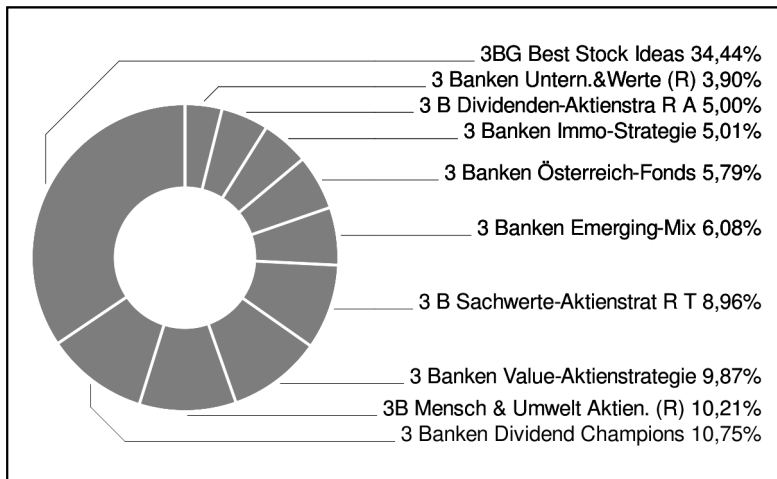 3BG Best Stock Ideas 34,44%
3 Banken Untern.&Werte (R) 3,90%
3 B Dividenden-Aktienstra R A 5,00%
3 Banken Immo-Strategie 5,01%
3 Banken Österreich-Fonds 5,79%
3 Banken Emerging-Mix 6,08%
3 B Sachwerte-Aktienstrat R T 8,96%
3 Banken Value-Aktienstrategie 9,87%
3B Mensch & Umwelt Aktien. (R) 10,21%
3 Banken Dividend Champions 10,75%